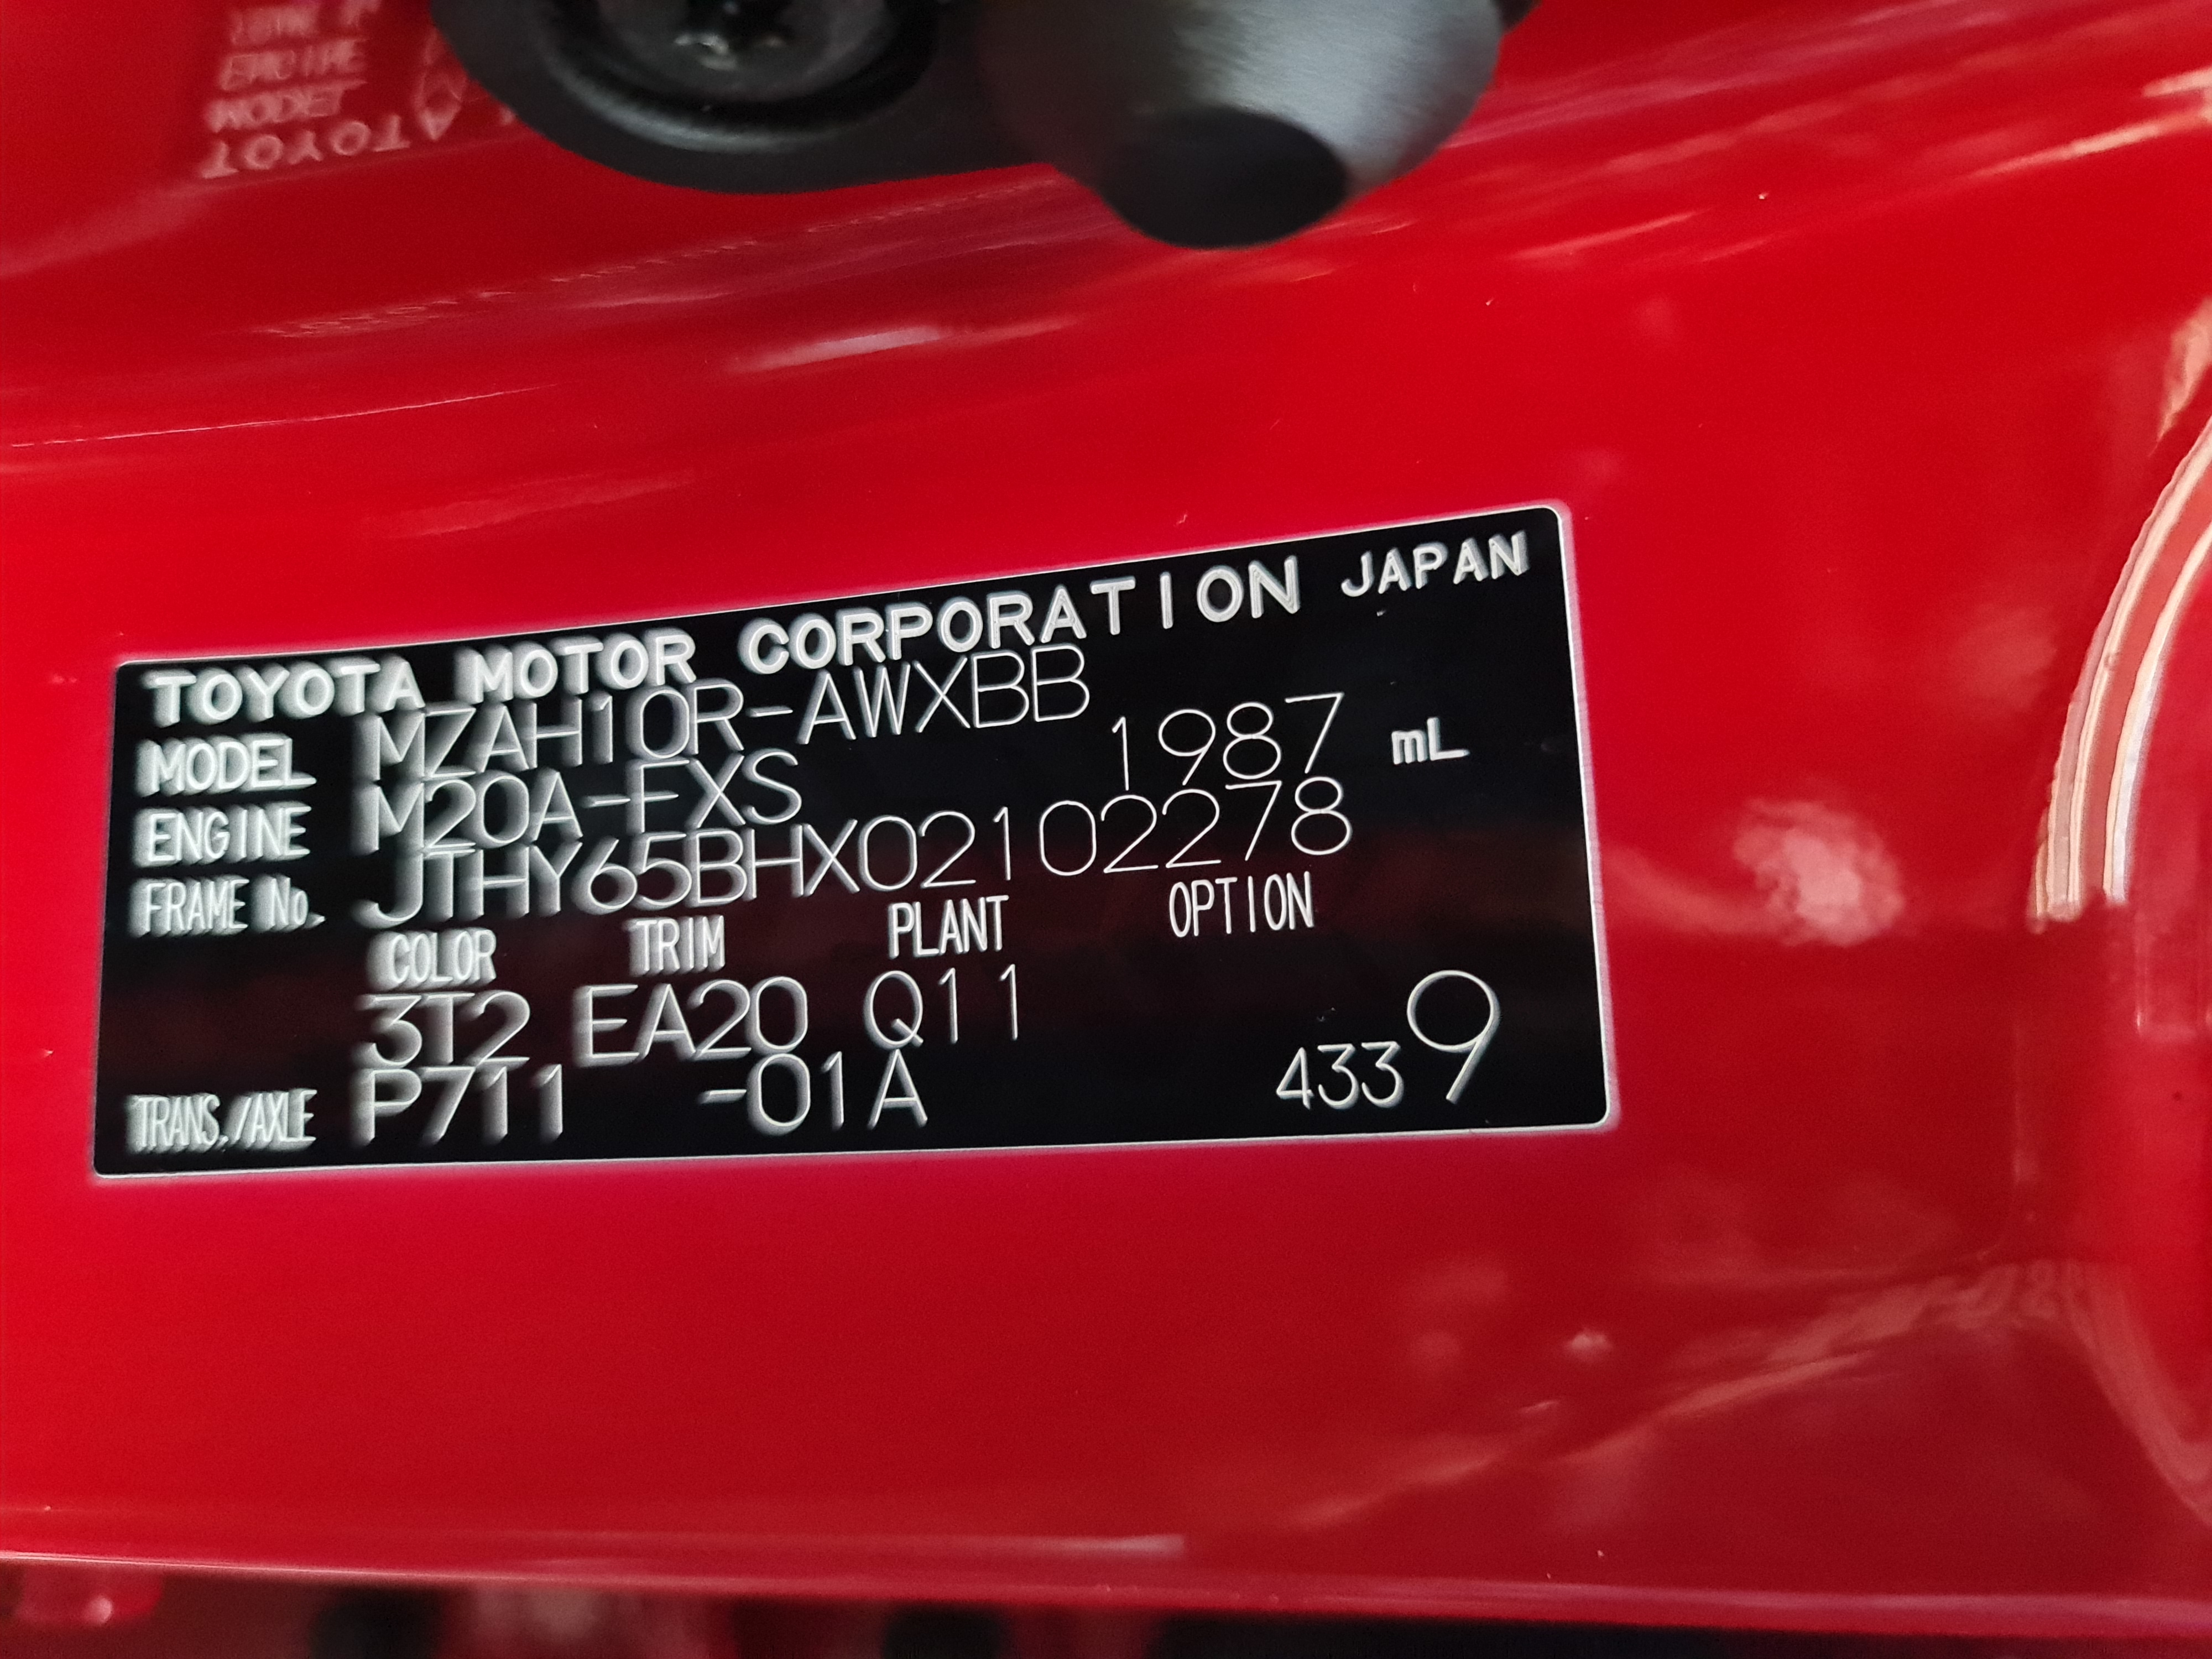 TOYOTA MOTOR CORPORATION JAPAN
MODEL MZAH10R-AWXBB
ENGINE M20A-FXS 1987 mL
FRAME No. JTHY65BHX02102278
COLOR TRIM PLANT OPTION
3T2 EA20 Q11
TRANS./AXLE P711 -01A 4339